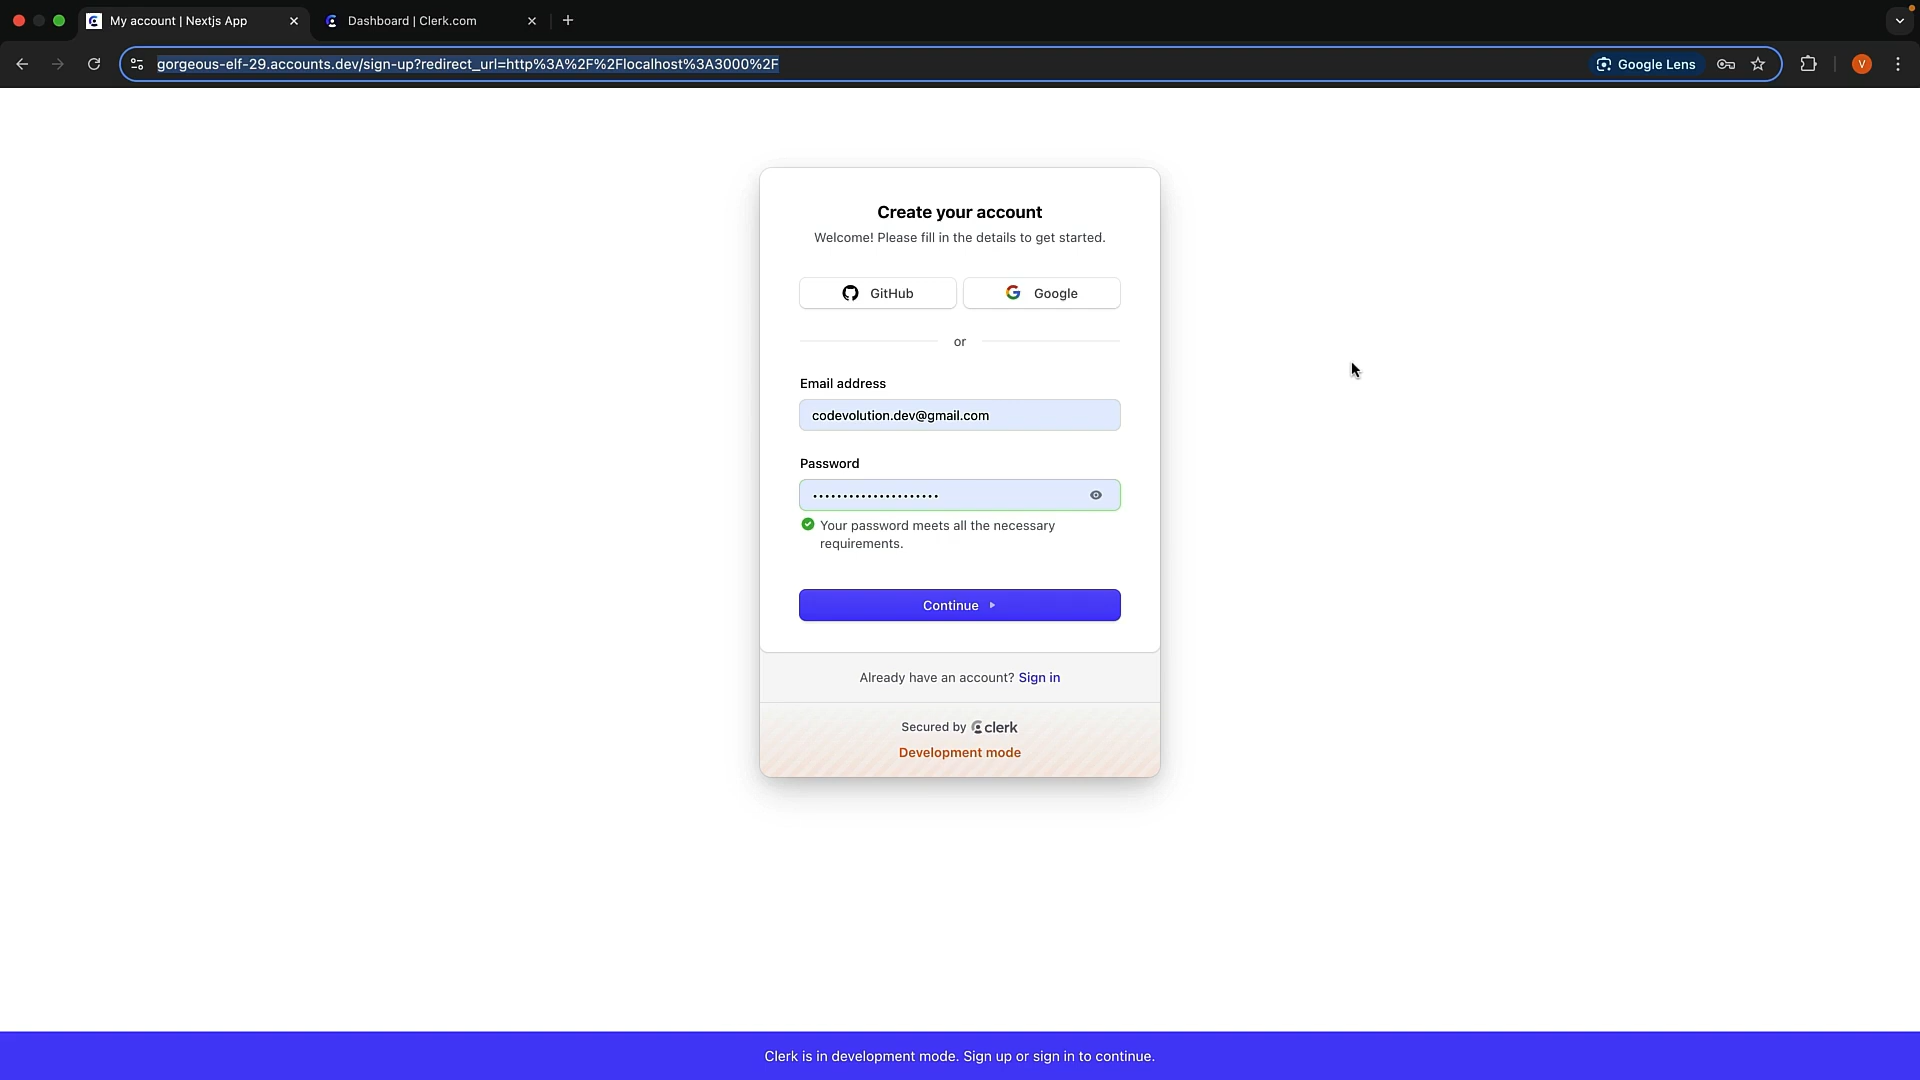 My account | Nextjs App
Dashboard | Clerk.com
gorgeous-elf-29.accounts.dev/sign-up?redirect_url=http%3A%2F%2Flocalhost%3A3000%2F
Google Lens
V
Create your account
Welcome! Please fill in the details to get started.
GitHub
Google
or
Email address
codevolution.dev@gmail.com
Password
•••••••••••••••••••••
Your password meets all the necessary
requirements.
Continue
Already have an account? Sign in
Secured by clerk
Development mode
Clerk is in development mode. Sign up or sign in to continue.